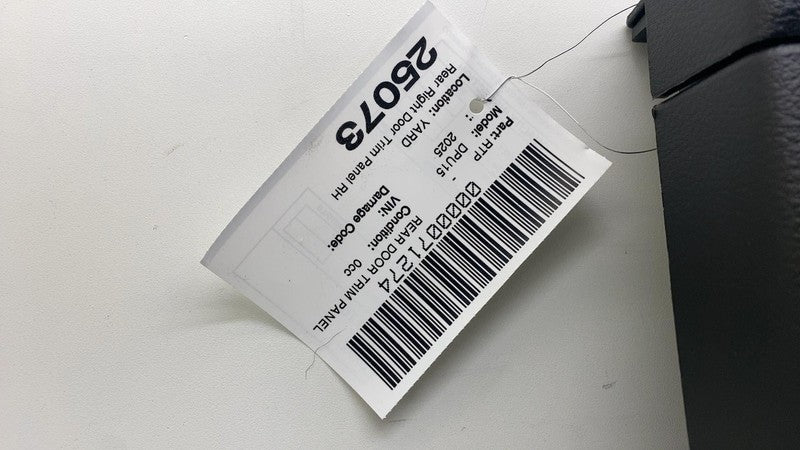 0000071274
Part: RTP - REAR DOOR TRIM PANEL
Model: DPU15
: 2025
Condition: 0cc
VIN:
Location: YARD
Damage Code:
Rear Right Door Trim Panel RH
25073